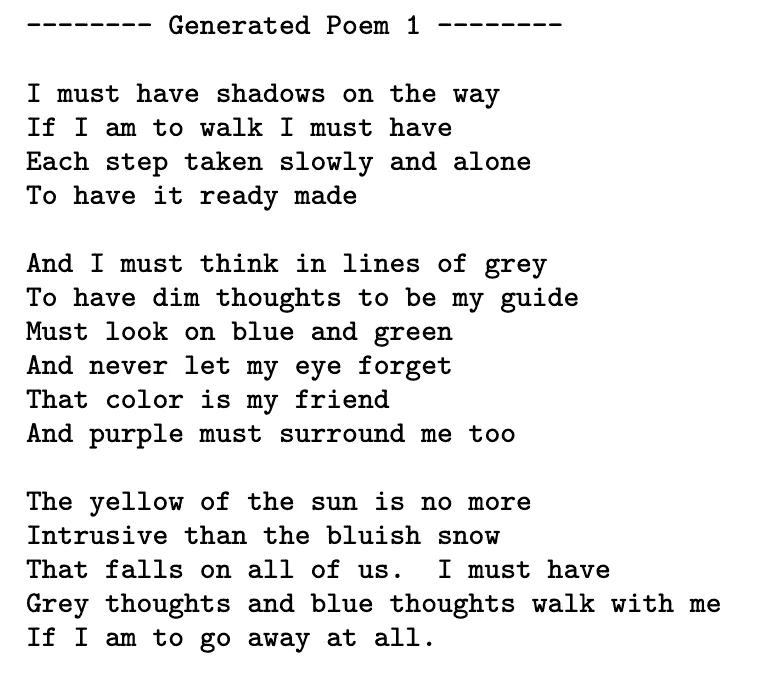 -------- Generated Poem 1 --------
I must have shadows on the way
If I am to walk I must have
Each step taken slowly and alone
To have it ready made
And I must think in lines of grey
To have dim thoughts to be my guide
Must look on blue and green
And never let my eye forget
That color is my friend
And purple must surround me too
The yellow of the sun is no more
Intrusive than the bluish snow
That falls on all of us.  I must have
Grey thoughts and blue thoughts walk with me
If I am to go away at all.